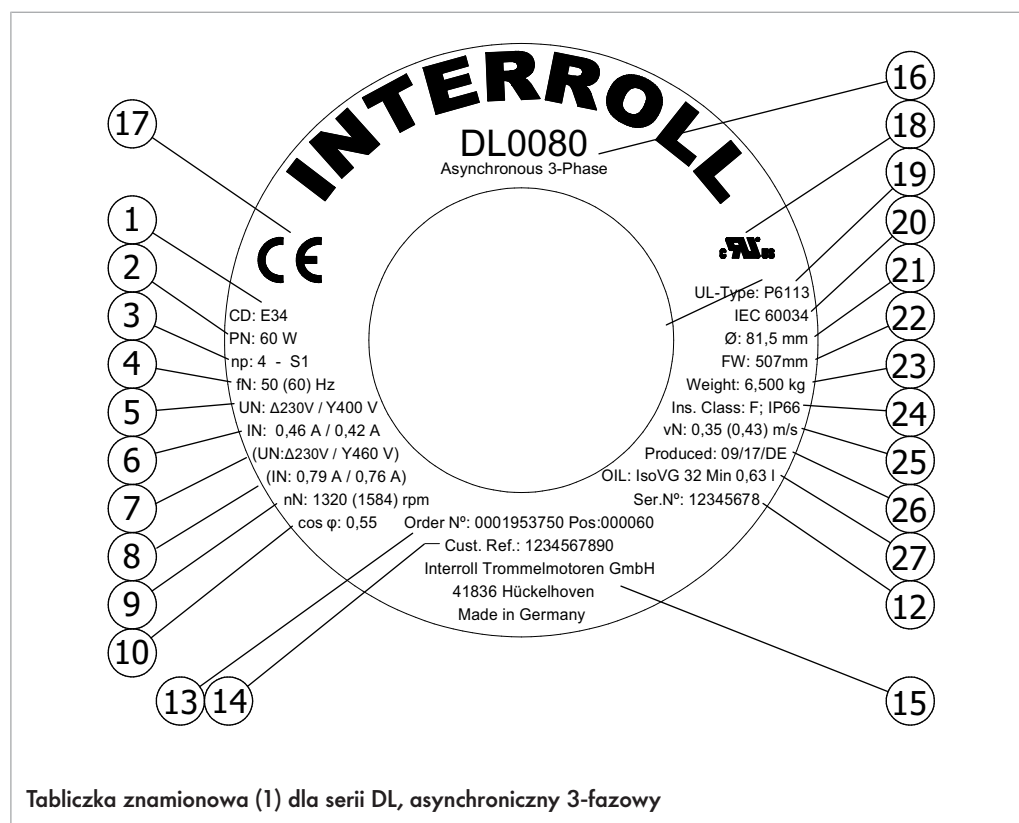 INTERROLL
DL0080
Asynchronous 3-Phase
CE
c RU us
UL-Type: P6113
CD: E34
IEC 60034
PN: 60 W
Ø: 81,5 mm
np: 4 - S1
FW: 507mm
fN: 50 (60) Hz
Weight: 6,500 kg
UN: Δ230V / Y400 V
Ins. Class: F; IP66
IN: 0,46 A / 0,42 A
vN: 0,35 (0,43) m/s
(UN:Δ230V / Y460 V)
Produced: 09/17/DE
(IN: 0,79 A / 0,76 A)
OIL: IsoVG 32 Min 0,63 l
nN: 1320 (1584) rpm
Ser.Nº: 12345678
cos φ: 0,55
Order Nº: 0001953750 Pos:000060
Cust. Ref.: 1234567890
Interroll Trommelmotoren GmbH
41836 Hückelhoven
Made in Germany
17
1
2
3
4
5
6
7
8
9
10
13
14
16
18
19
20
21
22
23
24
25
26
27
12
15
Tabliczka znamionowa (1) dla serii DL, asynchroniczny 3-fazowy